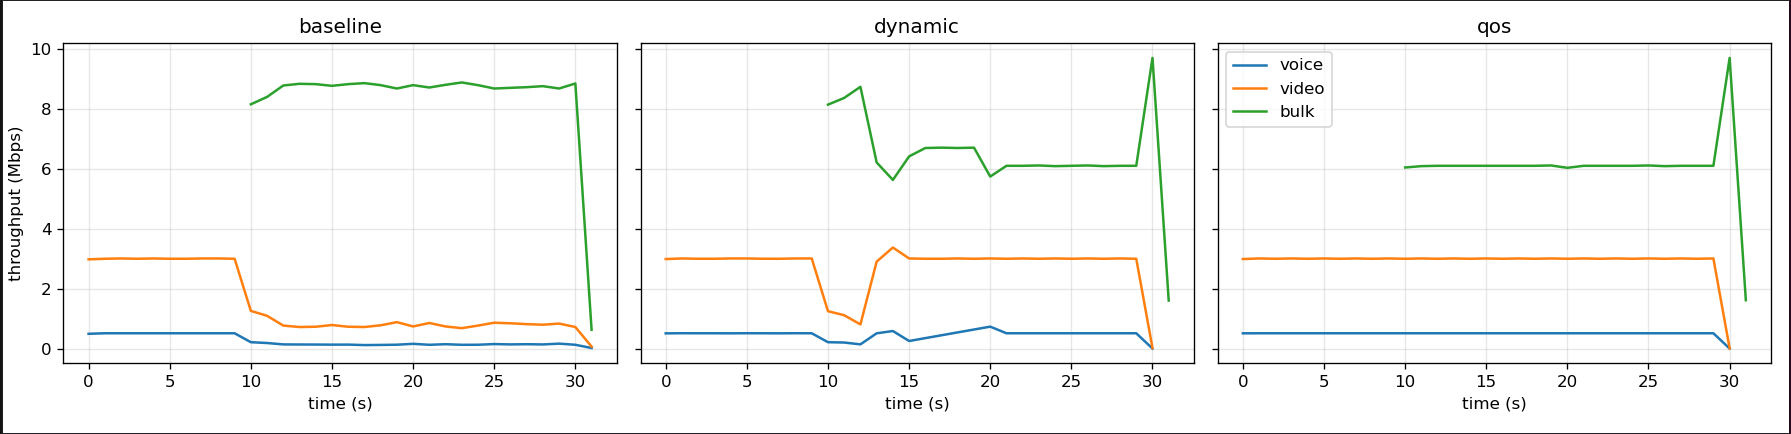 baseline
dynamic
qos
throughput (Mbps)
10
8
6
4
2
0
voice
video
bulk
0 5 10 15 20 25 30
0 5 10 15 20 25 30
0 5 10 15 20 25 30
time (s)
time (s)
time (s)